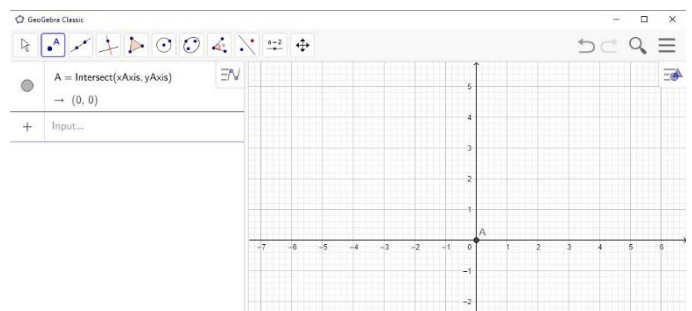 GeoGebra Classic
A
a=2
A = Intersect(xAxis, yAxis)
→ (0, 0)
+ Input...
5
4
3
2
1
A
-7 -6 -5 -4 -3 -2 -1 0 1 2 3 4 5 6
-1
-2